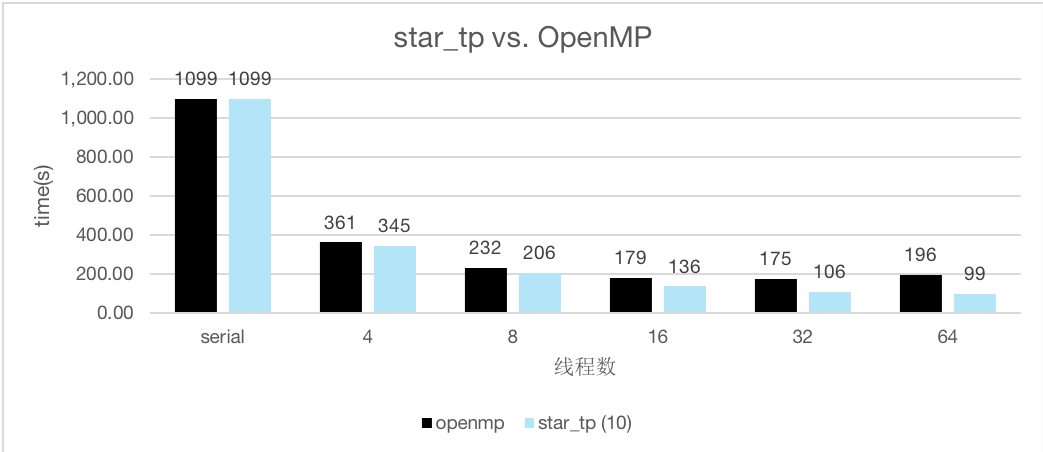 star_tp vs. OpenMP
1,200.00
1,000.00
800.00
600.00
400.00
200.00
0.00
time(s)
1099 1099
361 345
232 206
179 136
175 106
196 99
serial 4 8 16 32 64
线程数
openmp star_tp (10)